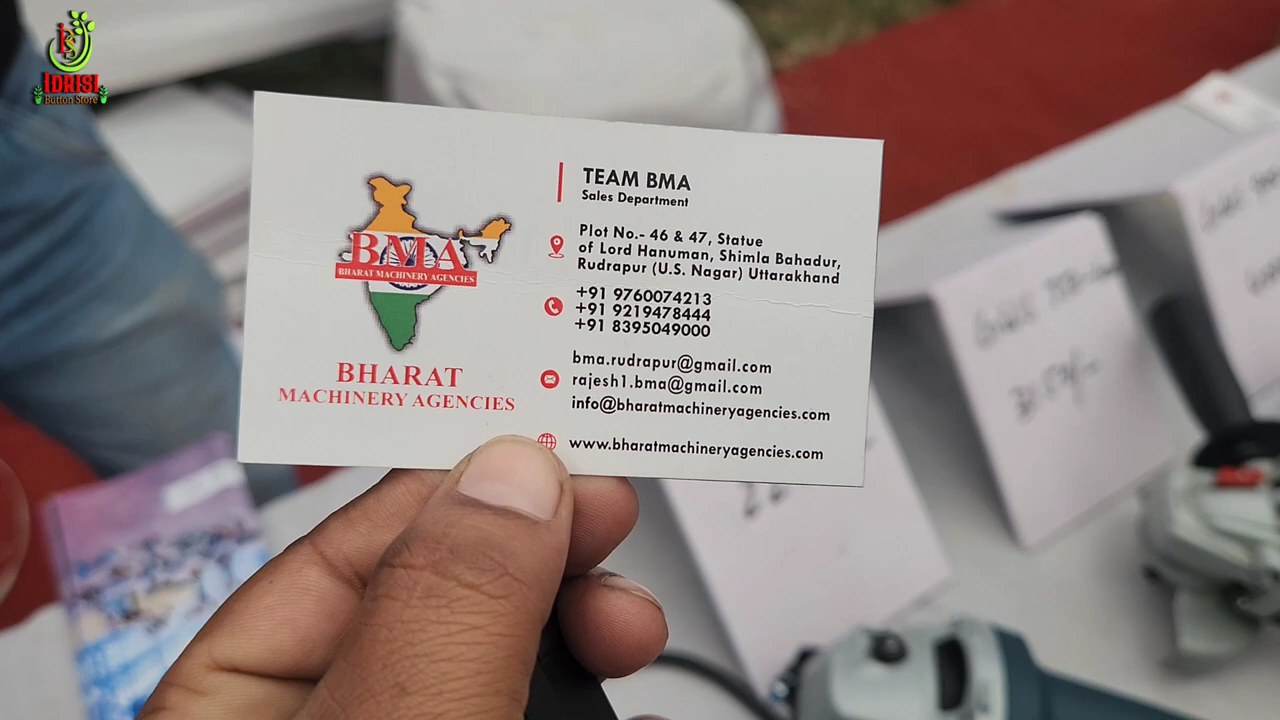 IDRISI
Button Store
BMA
BHARAT MACHINERY AGENCIES
BHARAT
MACHINERY AGENCIES
TEAM BMA
Sales Department
Plot No.- 46 & 47, Statue
of Lord Hanuman, Shimla Bahadur,
Rudrapur (U.S. Nagar) Uttarakhand
+91 9760074213
+91 9219478444
+91 8395049000
bma.rudrapur@gmail.com
rajesh1.bma@gmail.com
info@bharatmachineryagencies.com
www.bharatmachineryagencies.com